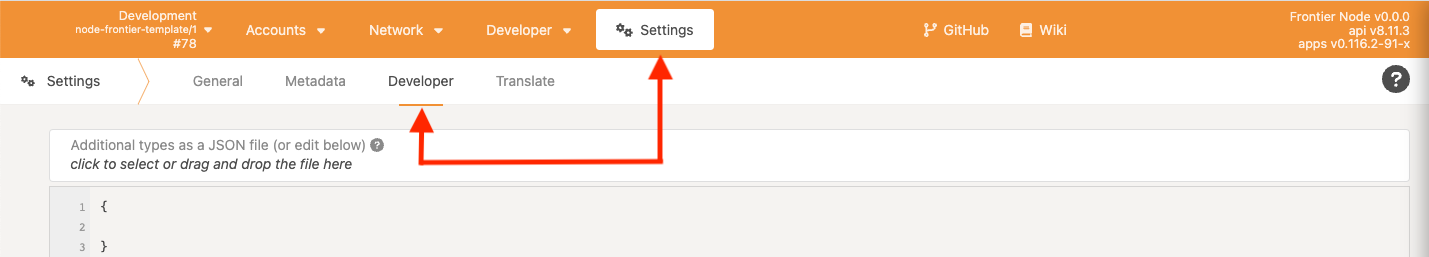 Development
node-frontier-template/1
#78
Accounts
Network
Developer
Settings
GitHub
Wiki
Frontier Node v0.0.0
api v8.11.3
apps v0.116.2-91-x
Settings
General
Metadata
Developer
Translate
?
Additional types as a JSON file (or edit below) ?
click to select or drag and drop the file here
1 {
2
3 }